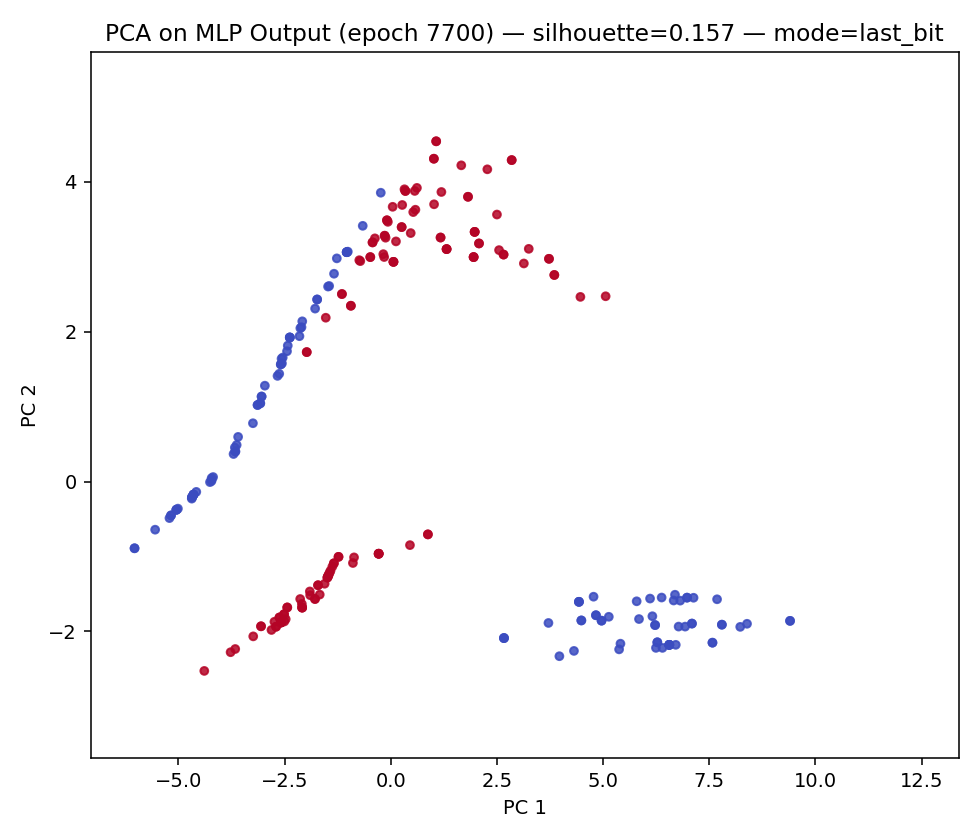 PCA on MLP Output (epoch 7700) — silhouette=0.157 — mode=last_bit
4
2
0
−2
PC 2
−5.0 −2.5 0.0 2.5 5.0 7.5 10.0 12.5
PC 1